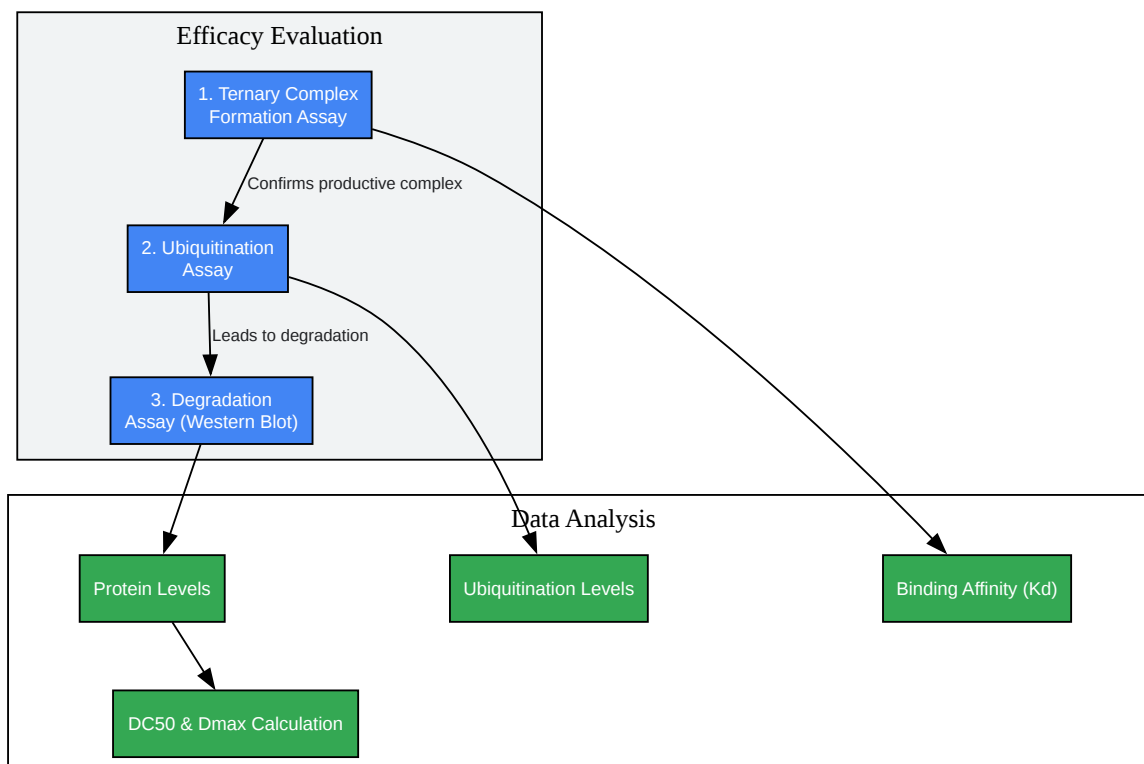 Efficacy Evaluation
1. Ternary Complex
Formation Assay
Confirms productive complex
2. Ubiquitination
Assay
Leads to degradation
3. Degradation
Assay (Western Blot)
Data Analysis
Protein Levels
Ubiquitination Levels
Binding Affinity (Kd)
DC50 & Dmax Calculation